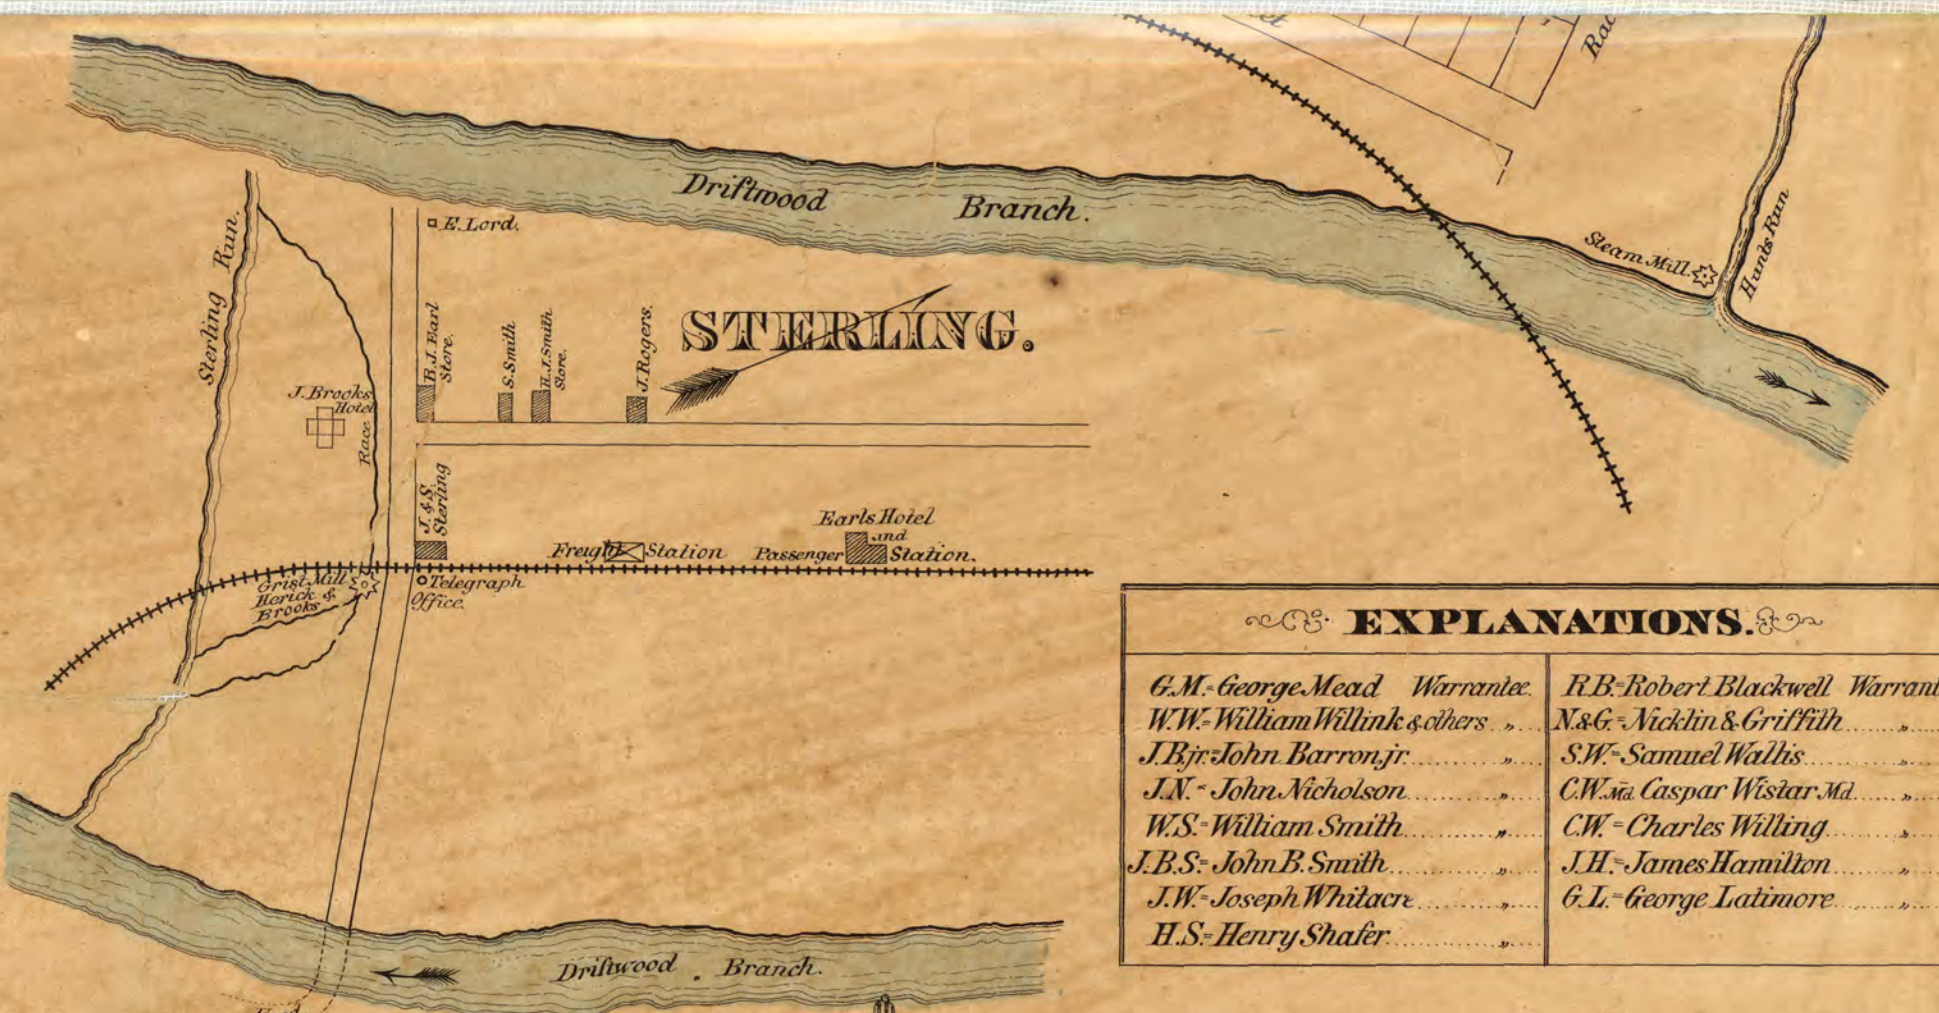 Driftwood Branch.
Steam Mill.
Hunts Run
Sterling Run.
E. Lord.
B. J. Earl
Store.
S. Smith
H. J. Smith
Store.
J. Rogers.
STERLING.
J. Brooks
Hotel
Race
J. & S.
Sterling
Freight Station
Earls Hotel
and
Passenger Station.
Grist Mill
Herick &
Brooks
Telegraph
Office.
Driftwood Branch.
EXPLANATIONS.
G.M.=George Mead Warrantee.
W.W.=William Willink & others „
J.B.jr.=John Barron, jr. „
J.N.=John Nicholson „
W.S.=William Smith „
J.B.S.=John B. Smith „
J.W.=Joseph Whitacre „
H.S.=Henry Shafer „
R.B.=Robert Blackwell Warrant
N.&G.=Nicklin & Griffith „
S.W.=Samuel Wallis „
C.W. Md. Caspar Wistar Md. „
C.W.=Charles Willing „
J.H.=James Hamilton „
G.L.=George Latimore „